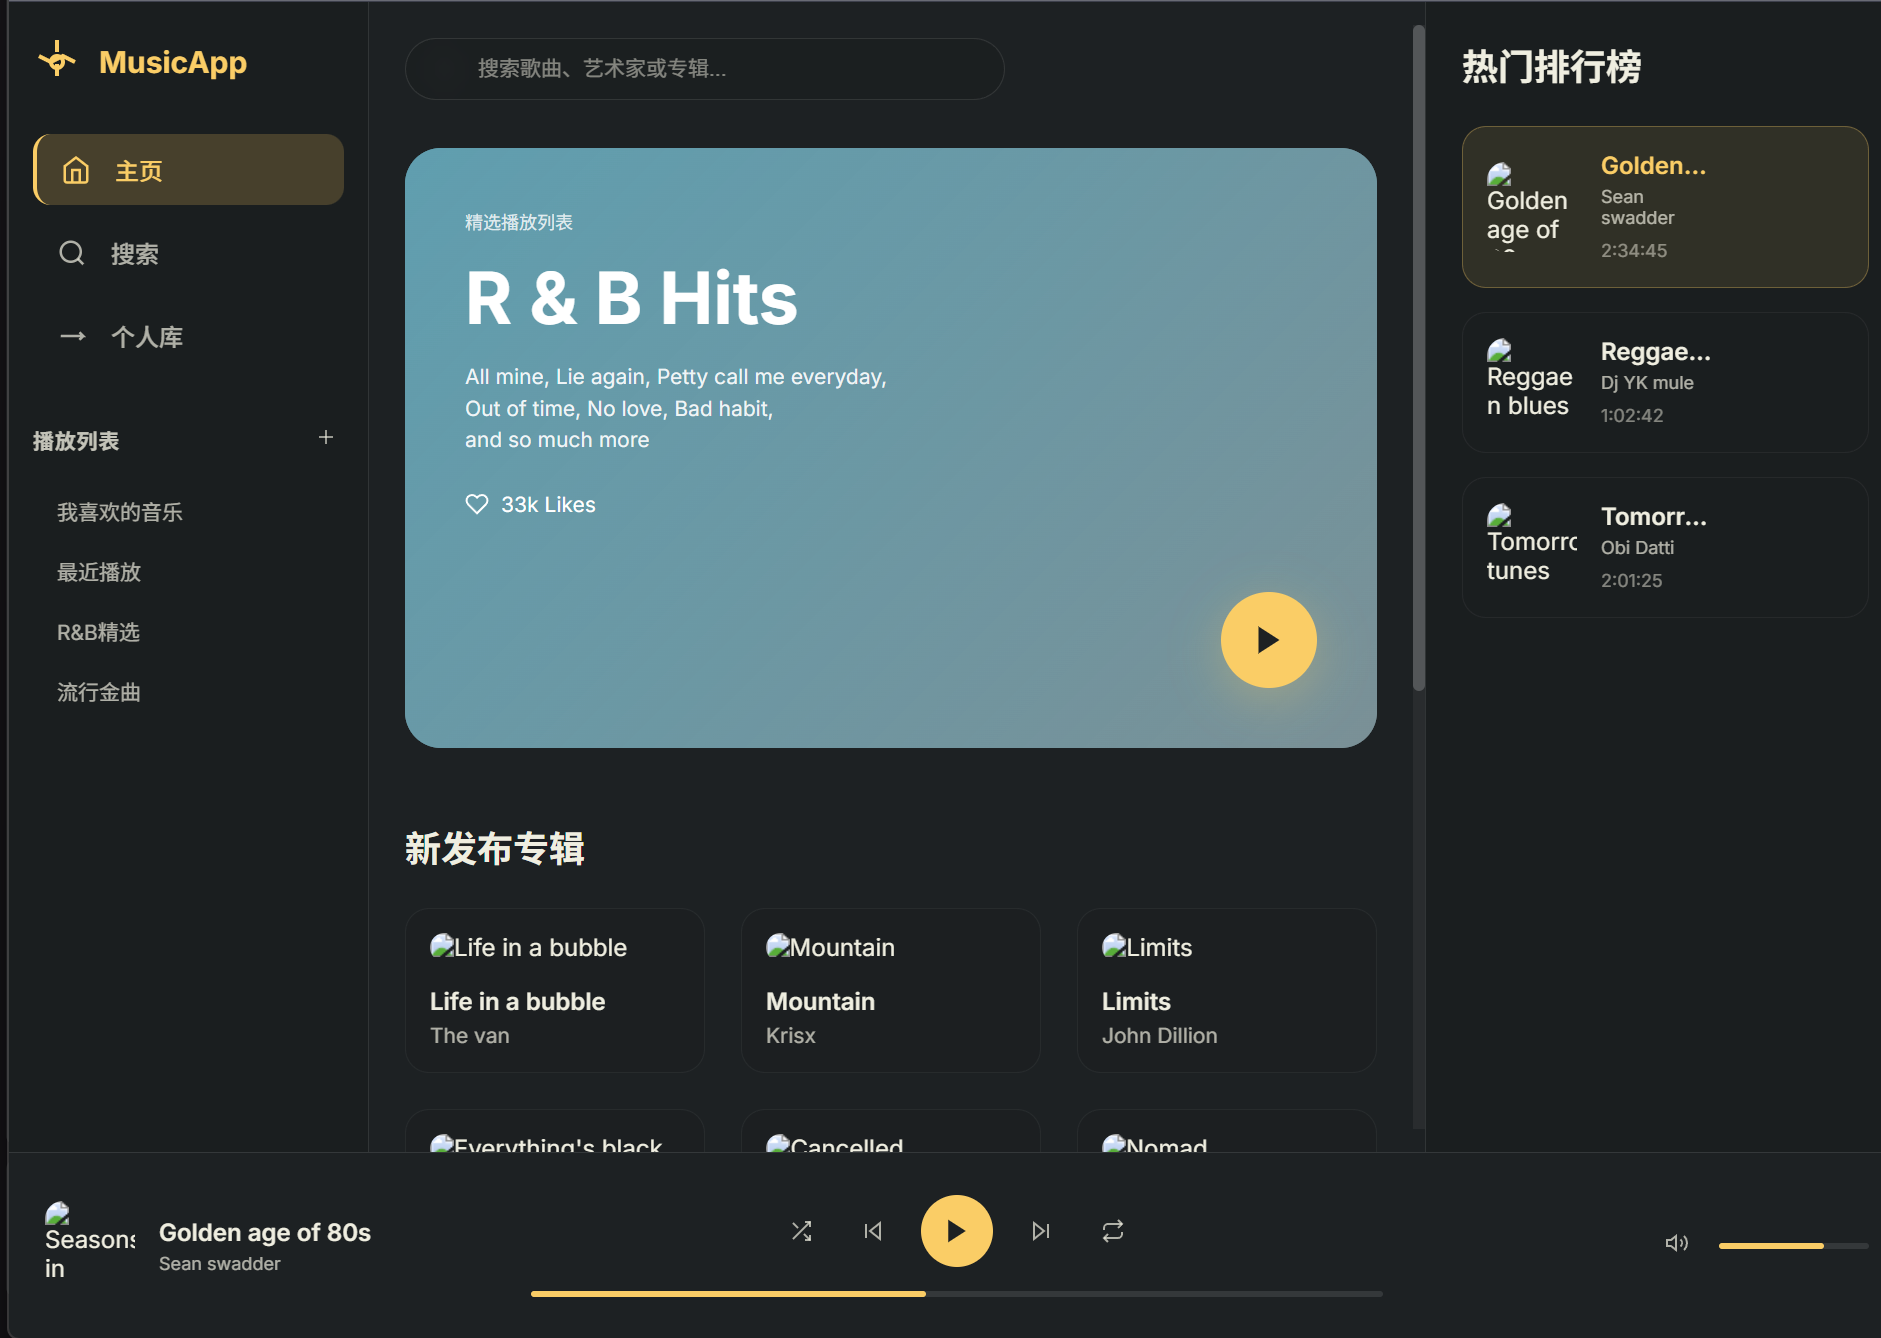 MusicApp
主页
搜索
个人库
播放列表
我喜欢的音乐
最近播放
R&B精选
流行金曲
搜索歌曲、艺术家或专辑...
精选播放列表
R & B Hits
All mine, Lie again, Petty call me everyday,
Out of time, No love, Bad habit,
and so much more
33k Likes
新发布专辑
Life in a bubble
Life in a bubble
The van
Mountain
Mountain
Krisx
Limits
Limits
John Dillion
Everything's black
Cancelled
Nomad
热门排行榜
Golden
age of
Golden...
Sean
swadder
2:34:45
Reggae
n blues
Reggae...
Dj YK mule
1:02:42
Tomorrc
tunes
Tomorr...
Obi Datti
2:01:25
Seasons
in
Golden age of 80s
Sean swadder